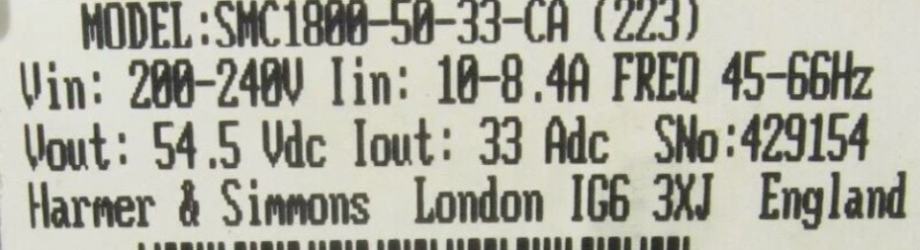 MODEL:SMC1800-50-33-CA (223)
Vin: 200-240V Iin: 10-8.4A FREQ 45-66Hz
Vout: 54.5 Vdc Iout: 33 Adc SNo:429154
Harmer & Simmons London IG6 3XJ England